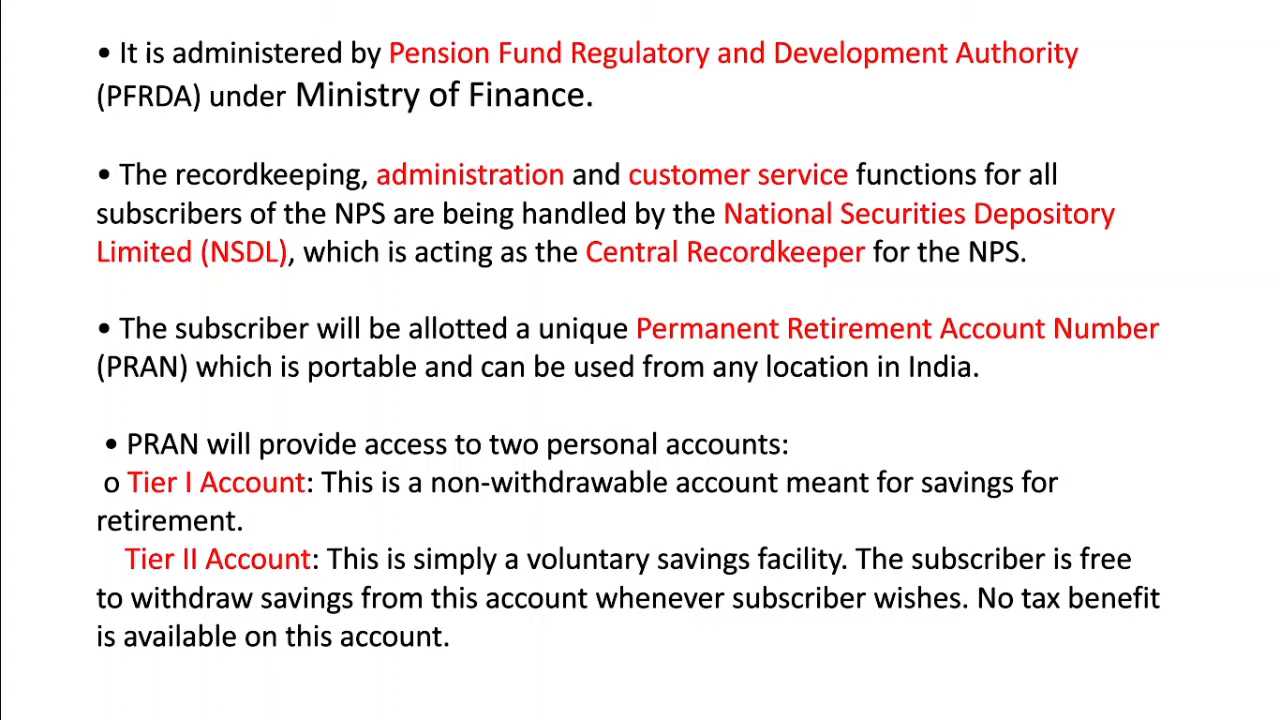 • It is administered by Pension Fund Regulatory and Development Authority
(PFRDA) under Ministry of Finance.
• The recordkeeping, administration and customer service functions for all
subscribers of the NPS are being handled by the National Securities Depository
Limited (NSDL), which is acting as the Central Recordkeeper for the NPS.
• The subscriber will be allotted a unique Permanent Retirement Account Number
(PRAN) which is portable and can be used from any location in India.
• PRAN will provide access to two personal accounts:
o Tier I Account: This is a non-withdrawable account meant for savings for
retirement.
Tier II Account: This is simply a voluntary savings facility. The subscriber is free
to withdraw savings from this account whenever subscriber wishes. No tax benefit
is available on this account.